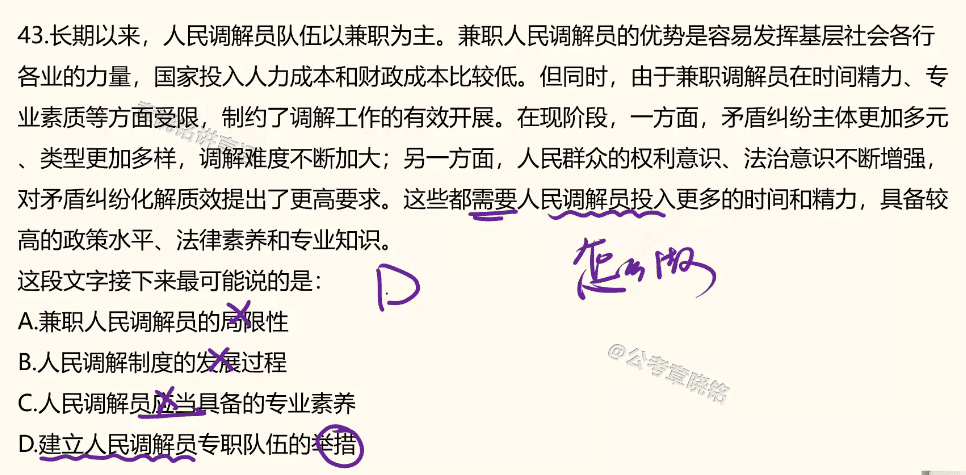 43.长期以来，人民调解员队伍以兼职为主。兼职人民调解员的优势是容易发挥基层社会各行
各业的力量，国家投入人力成本和财政成本比较低。但同时，由于兼职调解员在时间精力、专
业素质等方面受限，制约了调解工作的有效开展。在现阶段，一方面，矛盾纠纷主体更加多元
、类型更加多样，调解难度不断加大；另一方面，人民群众的权利意识、法治意识不断增强，
对矛盾纠纷化解质效提出了更高要求。这些都需要人民调解员投入更多的时间和精力，具备较
高的政策水平、法律素养和专业知识。
怎么做
这段文字接下来最可能说的是：
D
A.兼职人民调解员的局限性
B.人民调解制度的发展过程
@公考章晓铭
C.人民调解员应当具备的专业素养
D.建立人民调解员专职队伍的举措